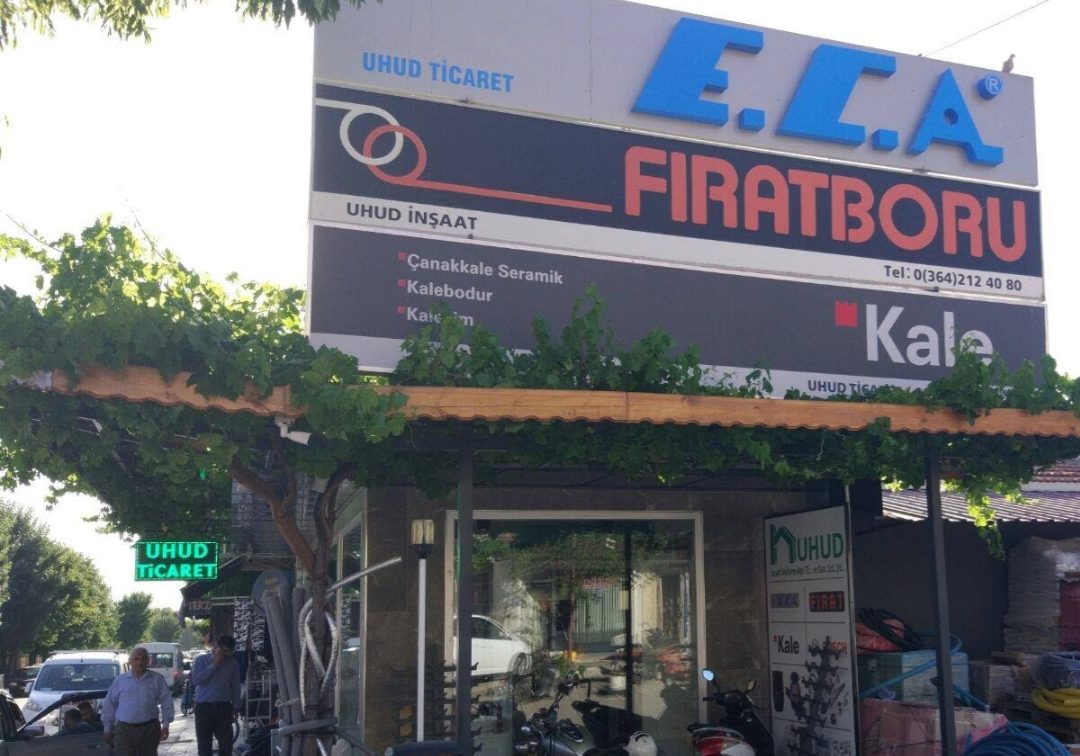 UHUD TİCARET
E.C.A®
FIRATBORU
UHUD İNŞAAT
Tel: 0(364)212 40 80
Çanakkale Seramik
Kalebodur
Kale
UHUD
UHUD
TİCARET
UHUD
FIRAT
Kale